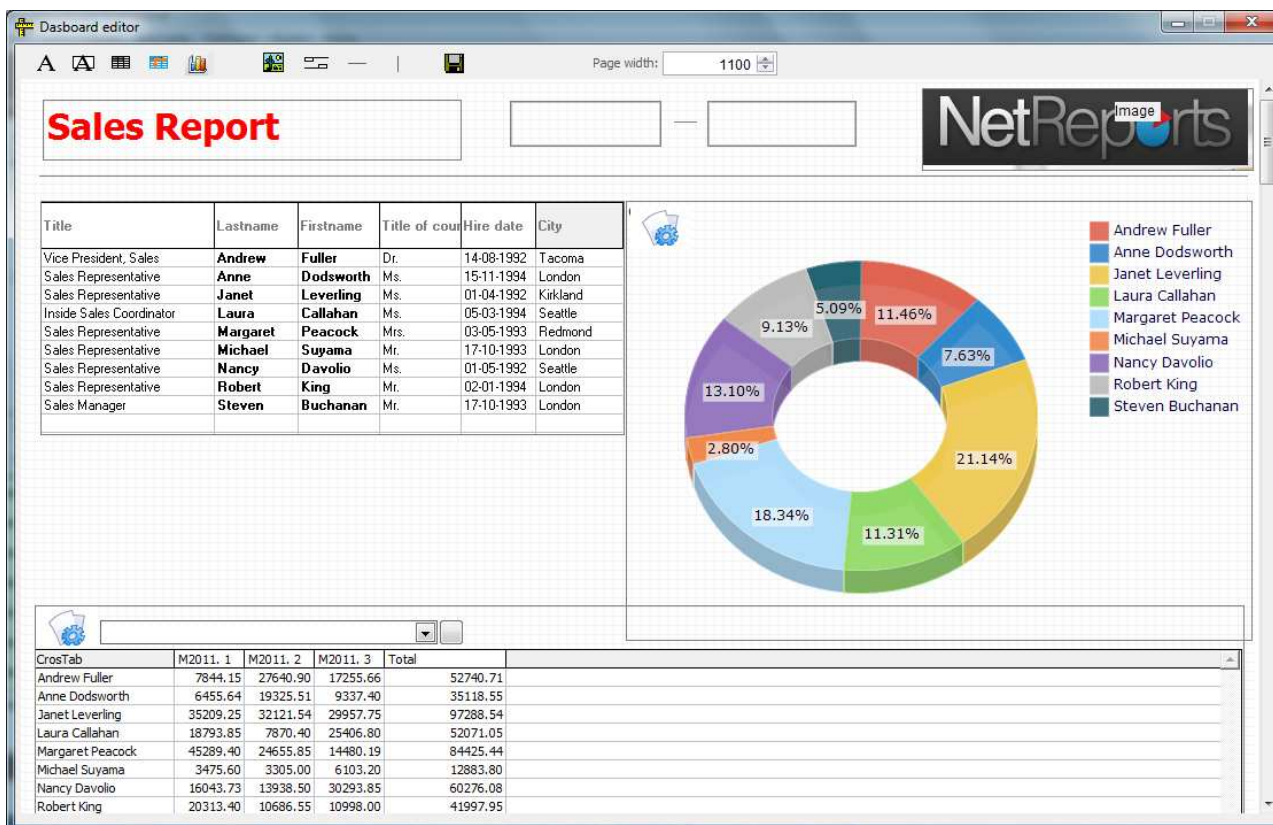 Dasboard editor
A A Page width: 1100
Sales Report
NetReports
Image
Title Lastname Firstname Title of cour Hire date City
Vice President, Sales Andrew Fuller Dr. 14-08-1992 Tacoma
Sales Representative Anne Dodsworth Ms. 15-11-1994 London
Sales Representative Janet Leverling Ms. 01-04-1992 Kirkland
Inside Sales Coordinator Laura Callahan Ms. 05-03-1994 Seattle
Sales Representative Margaret Peacock Mrs. 03-05-1993 Redmond
Sales Representative Michael Suyama Mr. 17-10-1993 London
Sales Representative Nancy Davolio Ms. 01-05-1992 Seattle
Sales Representative Robert King Mr. 02-01-1994 London
Sales Manager Steven Buchanan Mr. 17-10-1993 London
5.09%
11.46%
9.13%
7.63%
13.10%
2.80%
21.14%
18.34%
11.31%
Andrew Fuller
Anne Dodsworth
Janet Leverling
Laura Callahan
Margaret Peacock
Michael Suyama
Nancy Davolio
Robert King
Steven Buchanan
CrosTab M2011. 1 M2011. 2 M2011. 3 Total
Andrew Fuller 7844.15 27640.90 17255.66 52740.71
Anne Dodsworth 6455.64 19325.51 9337.40 35118.55
Janet Leverling 35209.25 32121.54 29957.75 97288.54
Laura Callahan 18793.85 7870.40 25406.80 52071.05
Margaret Peacock 45289.40 24655.85 14480.19 84425.44
Michael Suyama 3475.60 3305.00 6103.20 12883.80
Nancy Davolio 16043.73 13938.50 30293.85 60276.08
Robert King 20313.40 10686.55 10998.00 41997.95